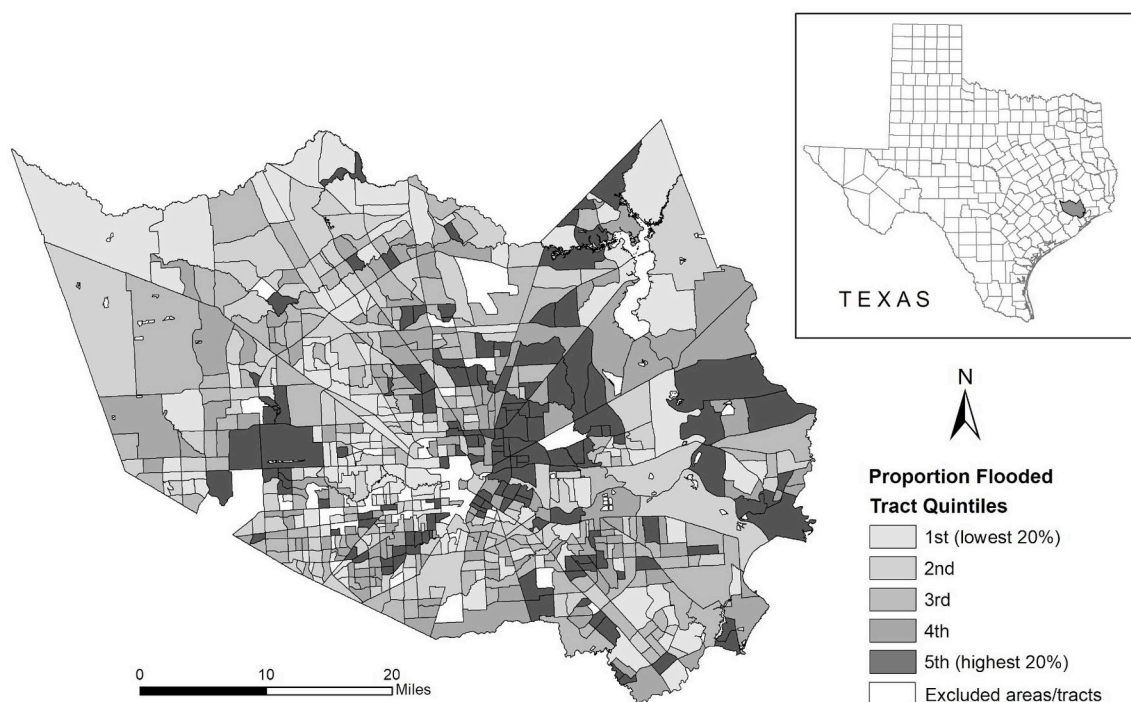 TEXAS
N
Proportion Flooded
Tract Quintiles
1st (lowest 20%)
2nd
3rd
4th
5th (highest 20%)
Excluded areas/tracts
0 10 20
Miles